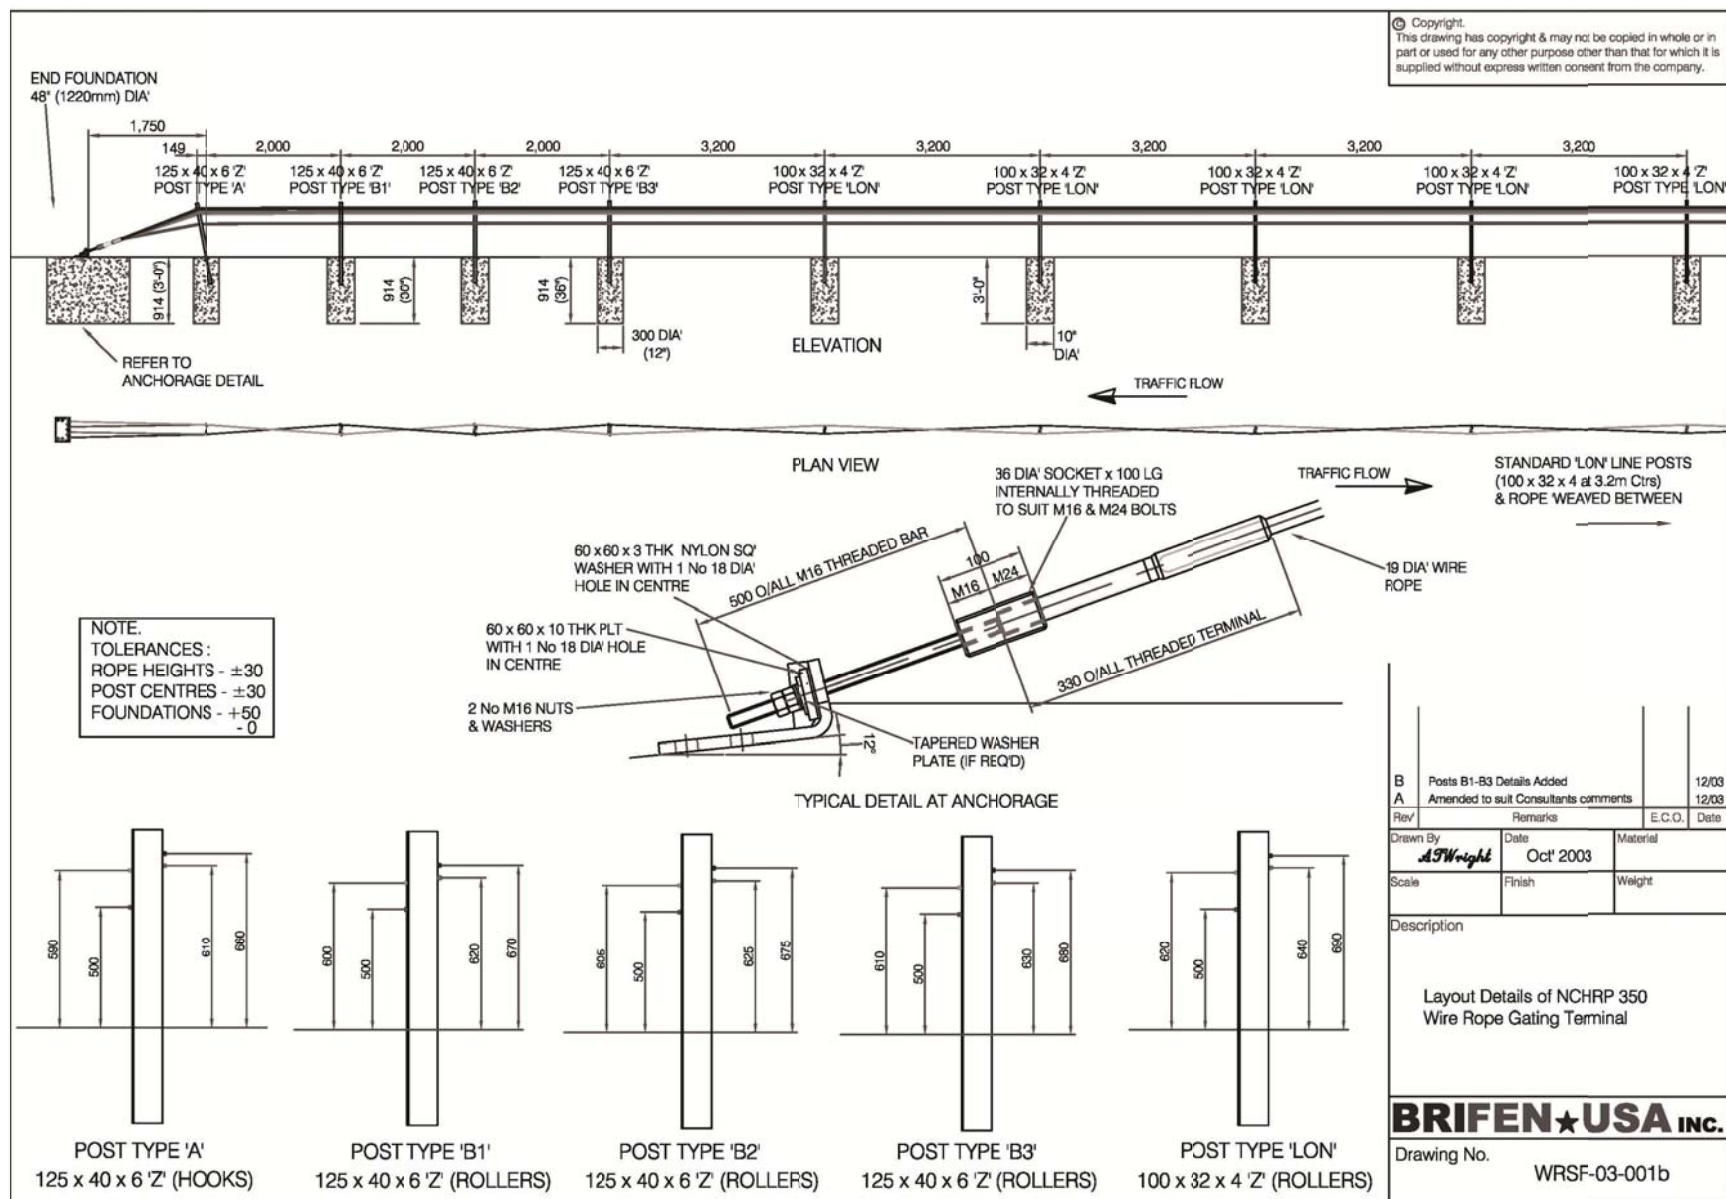 © Copyright.
This drawing has copyright & may not be copied in whole or in
part or used for any other purpose other than that for which it is
supplied without express written consent from the company.
END FOUNDATION
48" (1220mm) DIA'
1,750
149
2,000
2,000
2,000
3,200
3,200
3,200
3,200
3,200
125 x 40 x 6 'Z'
POST TYPE 'A'
125 x 40 x 6 'Z'
POST TYPE 'B1'
125 x 40 x 6 'Z'
POST TYPE 'B2'
125 x 40 x 6 'Z'
POST TYPE 'B3'
100 x 32 x 4 'Z'
POST TYPE 'LON'
100 x 32 x 4 'Z'
POST TYPE 'LON'
100 x 32 x 4 'Z'
POST TYPE 'LON'
100 x 32 x 4 'Z'
POST TYPE 'LON'
100 x 32 x 4 'Z'
POST TYPE 'LON'
914 (3'-0")
914
(36")
914
(36")
3'-0"
300 DIA'
(12")
10"
DIA'
ELEVATION
REFER TO
ANCHORAGE DETAIL
TRAFFIC FLOW
PLAN VIEW
36 DIA' SOCKET x 100 LG
INTERNALLY THREADED
TO SUIT M16 & M24 BOLTS
TRAFFIC FLOW
STANDARD 'LON' LINE POSTS
(100 x 32 x 4 at 3.2m Ctrs)
& ROPE 'WEAVED BETWEEN
60 x 60 x 3 THK NYLON SQ'
WASHER WITH 1 No 18 DIA'
HOLE IN CENTRE
500 O/ALL M16 THREADED BAR
100
M16
M24
19 DIA' WIRE
ROPE
60 x 60 x 10 THK PLT
WITH 1 No 18 DIA' HOLE
IN CENTRE
330 O/ALL THREADED TERMINAL
2 No M16 NUTS
& WASHERS
12°
TAPERED WASHER
PLATE (IF REQ'D)
TYPICAL DETAIL AT ANCHORAGE
NOTE.
TOLERANCES :
ROPE HEIGHTS - ±30
POST CENTRES - ±30
FOUNDATIONS - +50
- 0
590
500
610
660
POST TYPE 'A'
125 x 40 x 6 'Z' (HOOKS)
600
500
620
670
POST TYPE 'B1'
125 x 40 x 6 'Z' (ROLLERS)
605
500
625
675
POST TYPE 'B2'
125 x 40 x 6 'Z' (ROLLERS)
610
500
630
680
POST TYPE 'B3'
125 x 40 x 6 'Z' (ROLLERS)
620
500
640
690
POST TYPE 'LON'
100 x 32 x 4 'Z' (ROLLERS)
B Posts B1-B3 Details Added 12/03
A Amended to suit Consultants comments 12/03
Rev' Remarks E.C.O. Date
Drawn By Date Material
ATWright Oct' 2003
Scale Finish Weight
Description
Layout Details of NCHRP 350
Wire Rope Gating Terminal
BRIFEN★USA INC.
Drawing No.
WRSF-03-001b